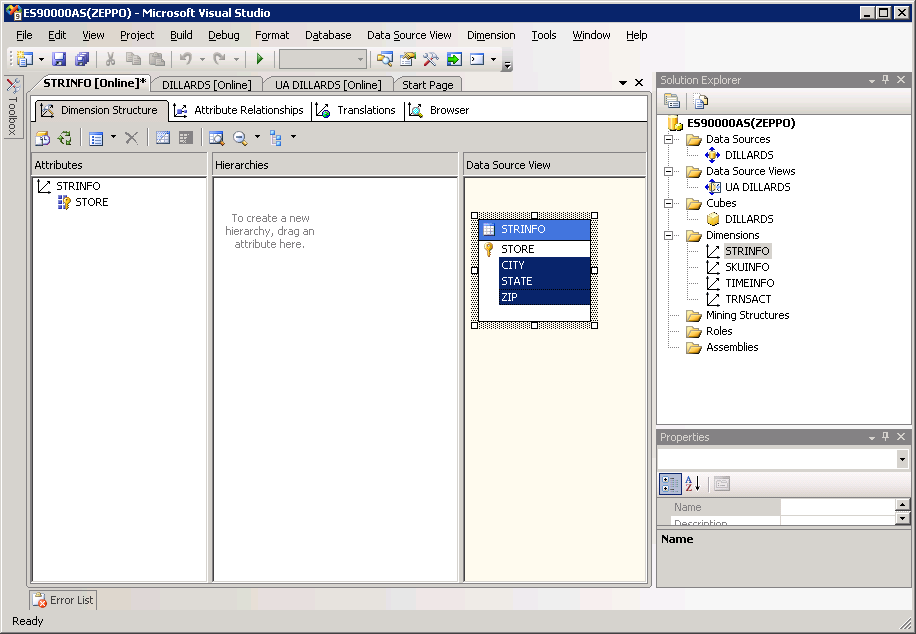 ES90000AS(ZEPPO) - Microsoft Visual Studio
File Edit View Project Build Debug Format Database Data Source View Dimension Tools Window Help
STRINFO [Online]* DILLARDS [Online] UA DILLARDS [Online] Start Page
Toolbox
Dimension Structure Attribute Relationships Translations Browser
Attributes
STRINFO
STORE
Hierarchies
To create a new
hierarchy, drag an
attribute here.
Data Source View
STRINFO
STORE
CITY
STATE
ZIP
Solution Explorer
ES90000AS(ZEPPO)
Data Sources
DILLARDS
Data Source Views
UA DILLARDS
Cubes
DILLARDS
Dimensions
STRINFO
SKUINFO
TIMEINFO
TRNSACT
Mining Structures
Roles
Assemblies
Properties
Name
Description
Name
Error List
Ready